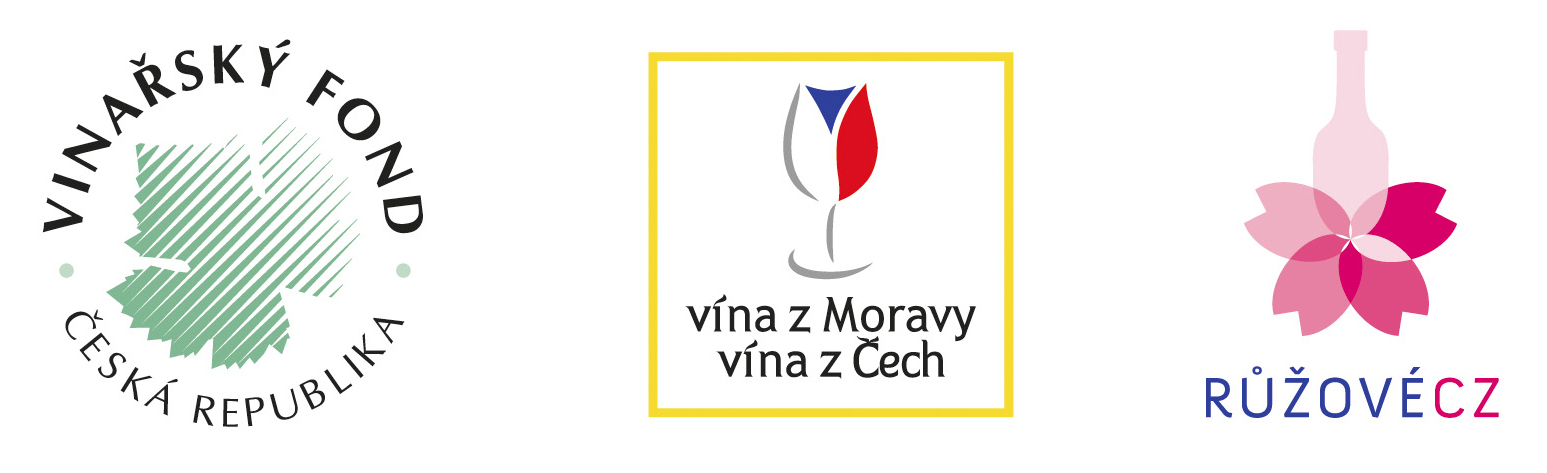 VINAŘSKÝ FOND
ČESKÁ REPUBLIKA
vína z Moravy
vína z Čech
RŮŽOVÉCZ